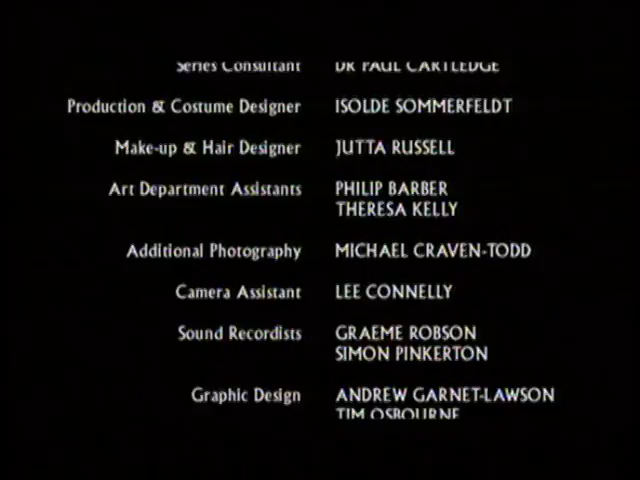 Series Consultant DR PAUL CARTLEDGE
Production & Costume Designer ISOLDE SOMMERFELDT
Make-up & Hair Designer JUTTA RUSSELL
Art Department Assistants PHILIP BARBER
THERESA KELLY
Additional Photography MICHAEL CRAVEN-TODD
Camera Assistant LEE CONNELLY
Sound Recordists GRAEME ROBSON
SIMON PINKERTON
Graphic Design ANDREW GARNET-LAWSON
TIM OSBOURNE